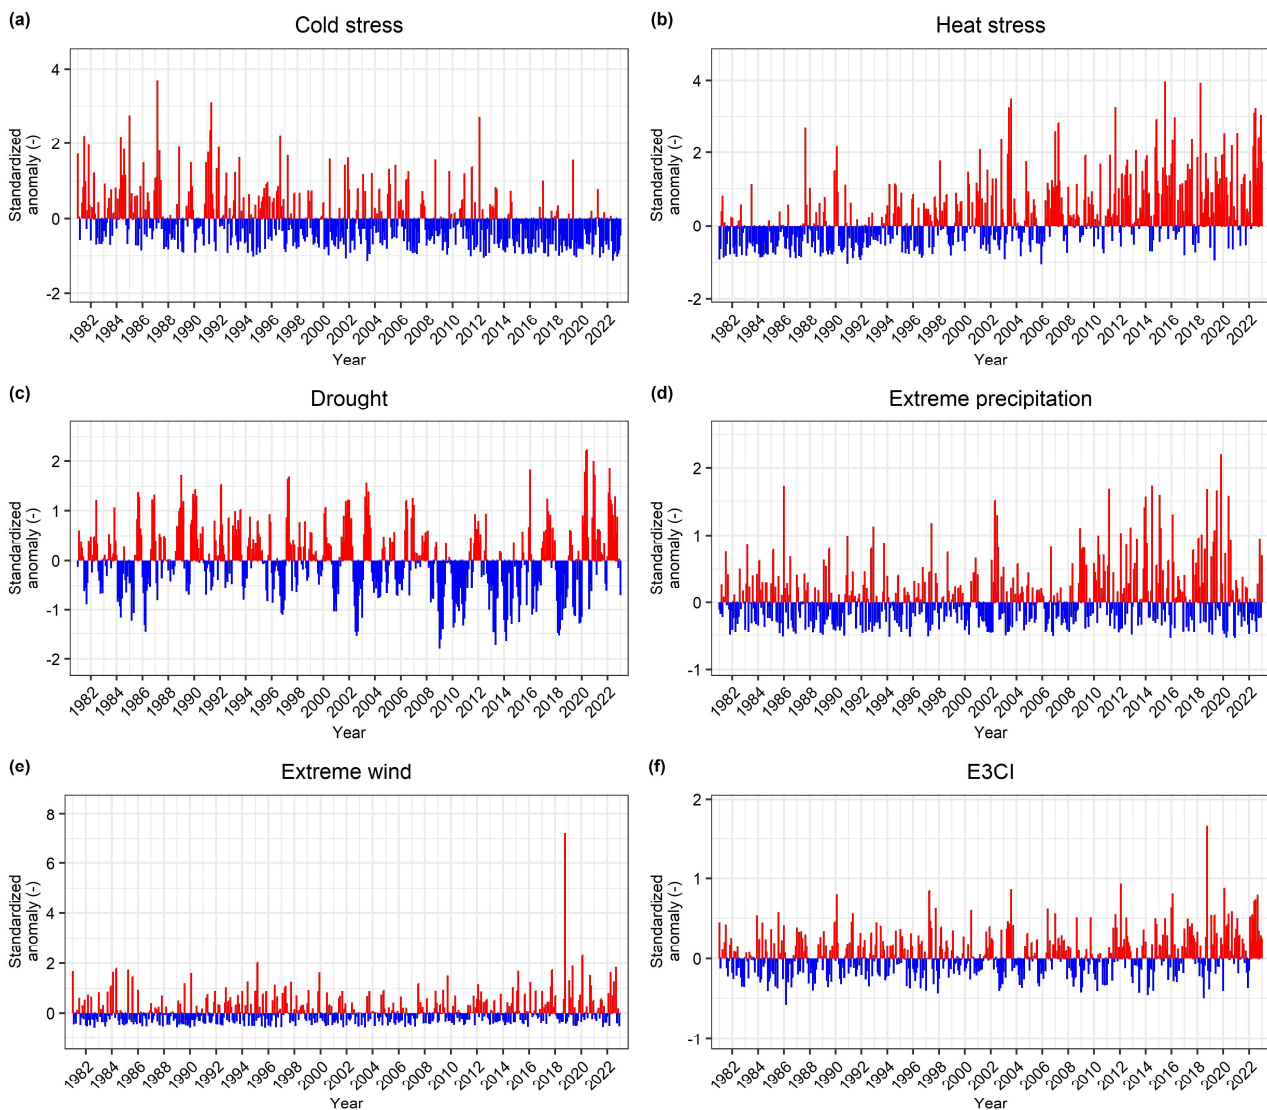 (a)
Cold stress
Standardized
anomaly (-)
4
2
0
-2
1982 1984 1986 1988 1990 1992 1994 1996 1998 2000 2002 2004 2006 2008 2010 2012 2014 2016 2018 2020 2022
Year
(b)
Heat stress
Standardized
anomaly (-)
4
2
0
-2
1982 1984 1986 1988 1990 1992 1994 1996 1998 2000 2002 2004 2006 2008 2010 2012 2014 2016 2018 2020 2022
Year
(c)
Drought
Standardized
anomaly (-)
2
1
0
-1
-2
1982 1984 1986 1988 1990 1992 1994 1996 1998 2000 2002 2004 2006 2008 2010 2012 2014 2016 2018 2020 2022
Year
(d)
Extreme precipitation
Standardized
anomaly (-)
2
1
0
-1
1982 1984 1986 1988 1990 1992 1994 1996 1998 2000 2002 2004 2006 2008 2010 2012 2014 2016 2018 2020 2022
Year
(e)
Extreme wind
Standardized
anomaly (-)
8
6
4
2
0
1982 1984 1986 1988 1990 1992 1994 1996 1998 2000 2002 2004 2006 2008 2010 2012 2014 2016 2018 2020 2022
Year
(f)
E3CI
Standardized
anomaly (-)
2
1
0
-1
1982 1984 1986 1988 1990 1992 1994 1996 1998 2000 2002 2004 2006 2008 2010 2012 2014 2016 2018 2020 2022
Year